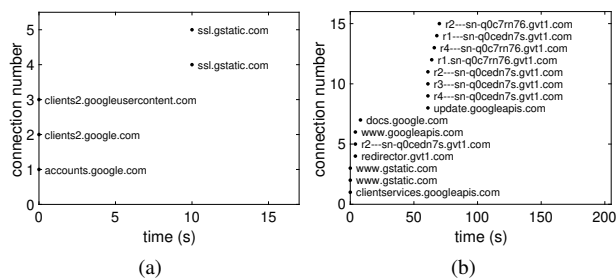 5
4
3
2
1
0
connection number
ssl.gstatic.com
ssl.gstatic.com
clients2.googleusercontent.com
clients2.google.com
accounts.google.com
0 5 10 15
time (s)
(a)
15
10
5
0
connection number
r2---sn-q0c7rn76.gvt1.com
r1---sn-q0cedn7s.gvt1.com
r4---sn-q0c7rn76.gvt1.com
r1.sn-q0c7rn76.gvt1.com
r2---sn-q0cedn7s.gvt1.com
r3---sn-q0cedn7s.gvt1.com
r4---sn-q0cedn7s.gvt1.com
update.googleapis.com
docs.google.com
www.googleapis.com
r2---sn-q0cedn7s.gvt1.com
redirector.gvt1.com
www.gstatic.com
www.gstatic.com
clientservices.googleapis.com
0 50 100 150 200
time (s)
(b)